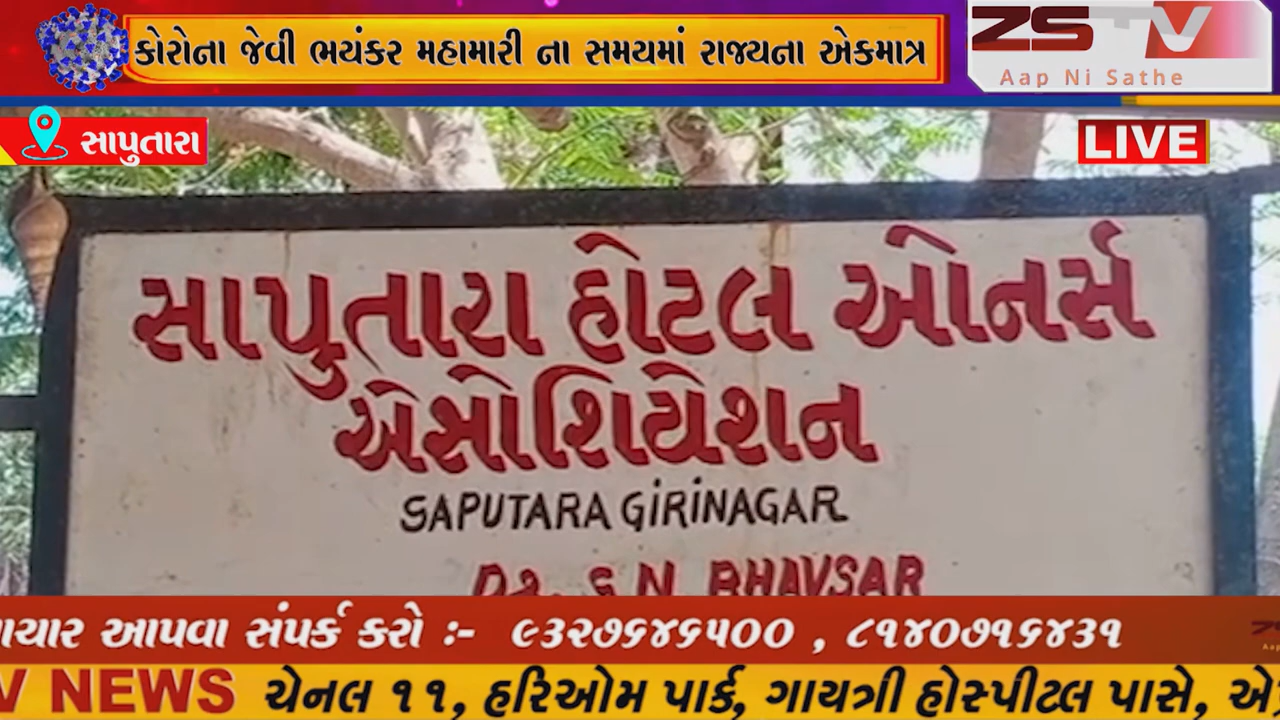 કોરોના જેવી ભયંકર મહામારી ના સમયમાં રાજ્યના એકમાત્ર
ZSTV
Aap Ni Sathe
સાપુતારા
LIVE
સાપુતારા હોટલ ઓનર્સ
એસોશિયેશન
SAPUTARA GIRINAGAR
BHAVSAR
આપવા સંપર્ક કરો :- ૯૩૨૭૬૪૬૫૦૦ , ૮૧૪૦૭૧૬૪૩૧
V NEWS ચેનલ ૧૧, હરિઓમ પાર્ક, ગાયત્રી હોસ્પીટલ પાસે,